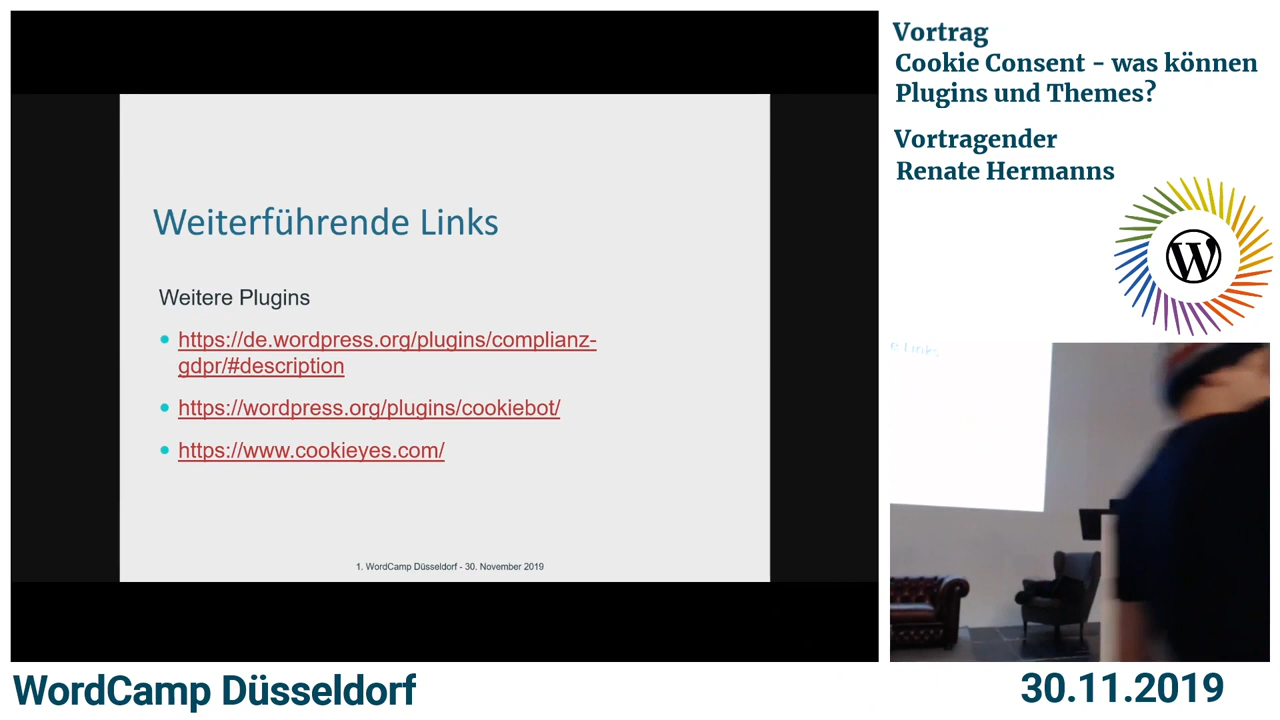 Vortrag
Cookie Consent - was können
Plugins und Themes?
Vortragender
Renate Hermanns
Weiterführende Links
Weitere Plugins
https://de.wordpress.org/plugins/complianz-
gdpr/#description
https://wordpress.org/plugins/cookiebot/
https://www.cookieyes.com/
1. WordCamp Düsseldorf - 30. November 2019
e Links
WordCamp Düsseldorf
30.11.2019